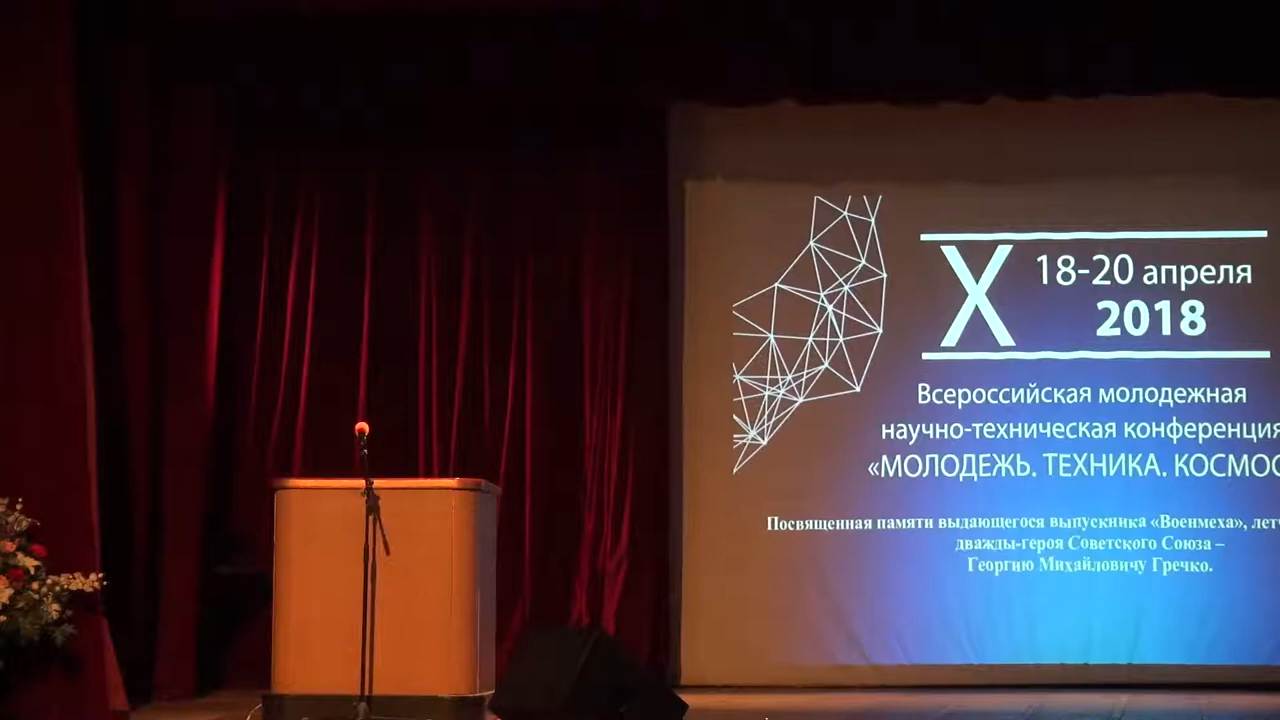 X
18-20 апреля
2018
Всероссийская молодежная
научно-техническая конференция
«МОЛОДЕЖЬ. ТЕХНИКА. КОСМОС
Посвященная памяти выдающегося выпускника «Военмеха»,
дважды-героя Советского Союза –
Георгию Михайловичу Гречко.